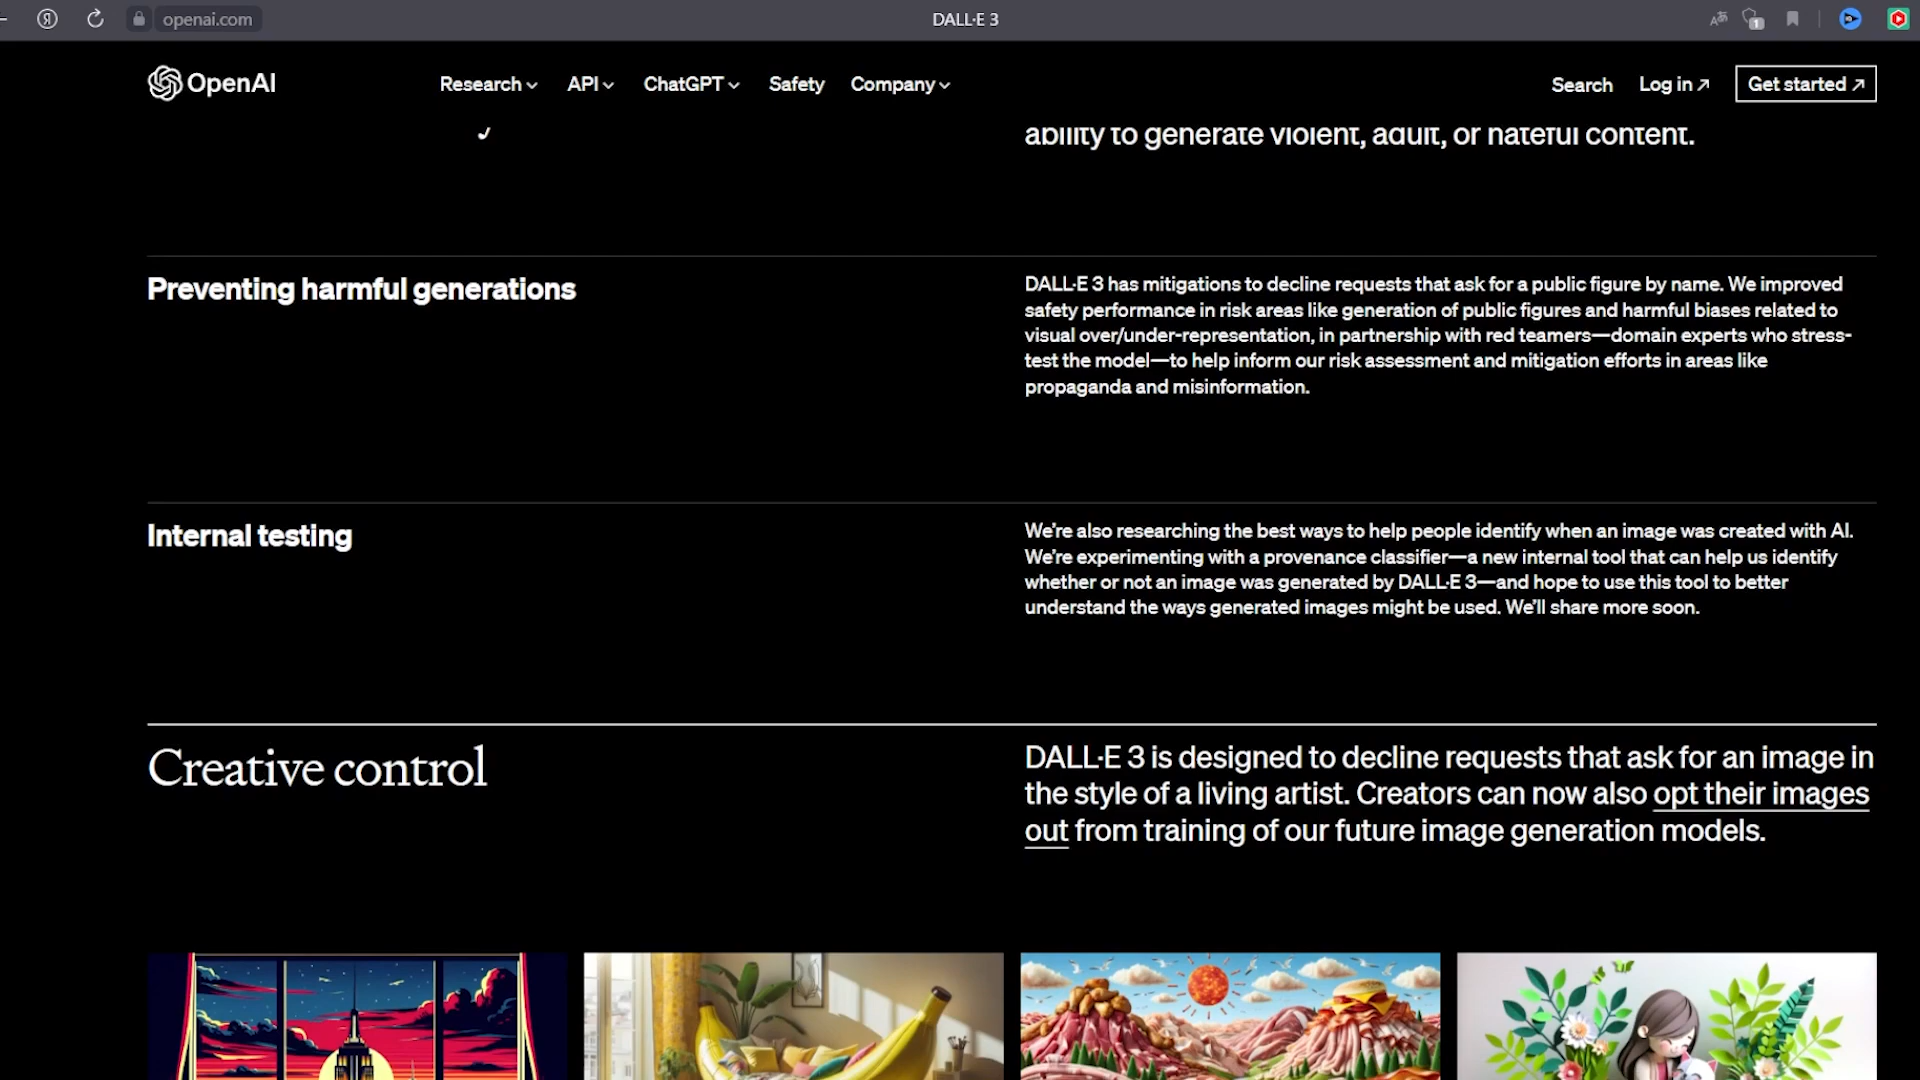 openai.com
DALL·E 3
1
OpenAI
Research
API
ChatGPT
Safety
Company
Search
Log in ↗
Get started ↗
ability to generate violent, adult, or hateful content.
Preventing harmful generations
DALL·E 3 has mitigations to decline requests that ask for a public figure by name. We improved
safety performance in risk areas like generation of public figures and harmful biases related to
visual over/under-representation, in partnership with red teamers—domain experts who stress-
test the model—to help inform our risk assessment and mitigation efforts in areas like
propaganda and misinformation.
Internal testing
We’re also researching the best ways to help people identify when an image was created with AI.
We’re experimenting with a provenance classifier—a new internal tool that can help us identify
whether or not an image was generated by DALL·E 3—and hope to use this tool to better
understand the ways generated images might be used. We’ll share more soon.
Creative control
DALL·E 3 is designed to decline requests that ask for an image in
the style of a living artist. Creators can now also opt their images
out from training of our future image generation models.